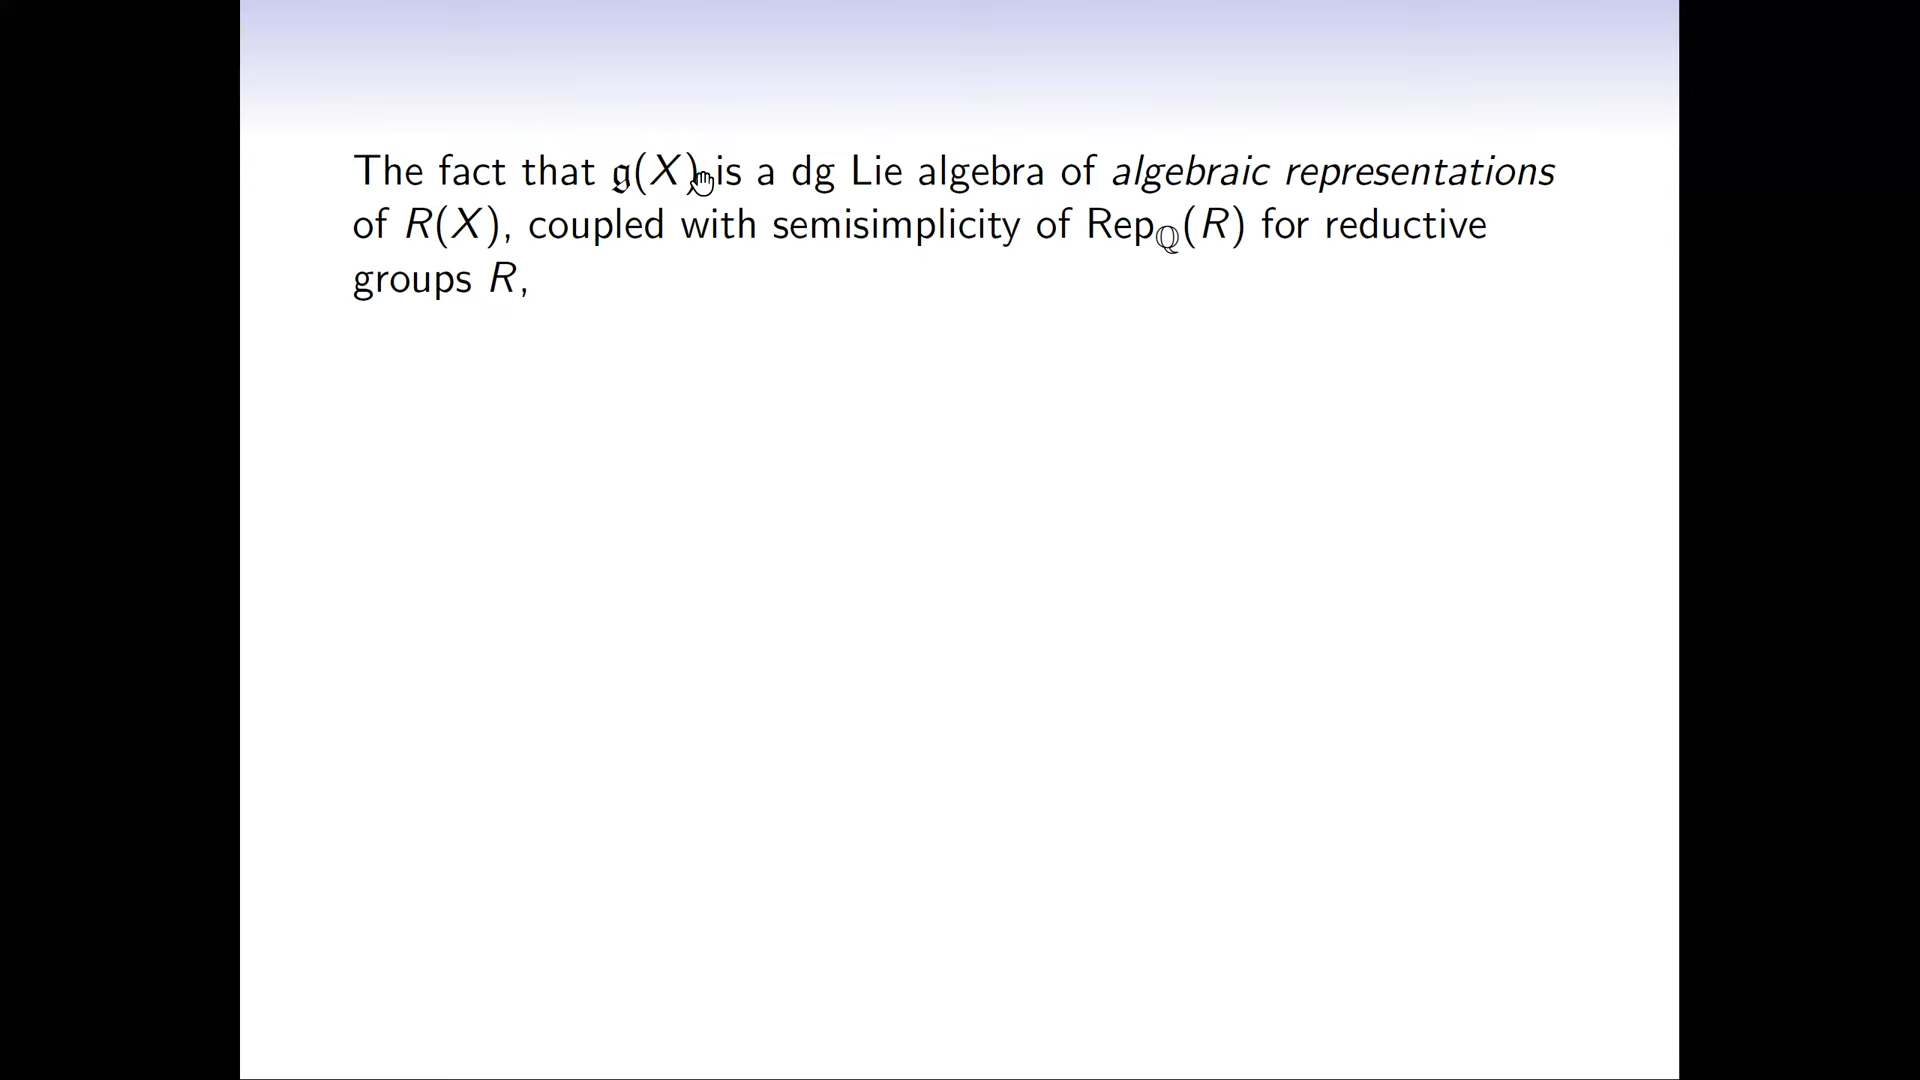 The fact that 𝔤(X) is a dg Lie algebra of algebraic representations
of R(X), coupled with semisimplicity of Rep_ℚ(R) for reductive
groups R,